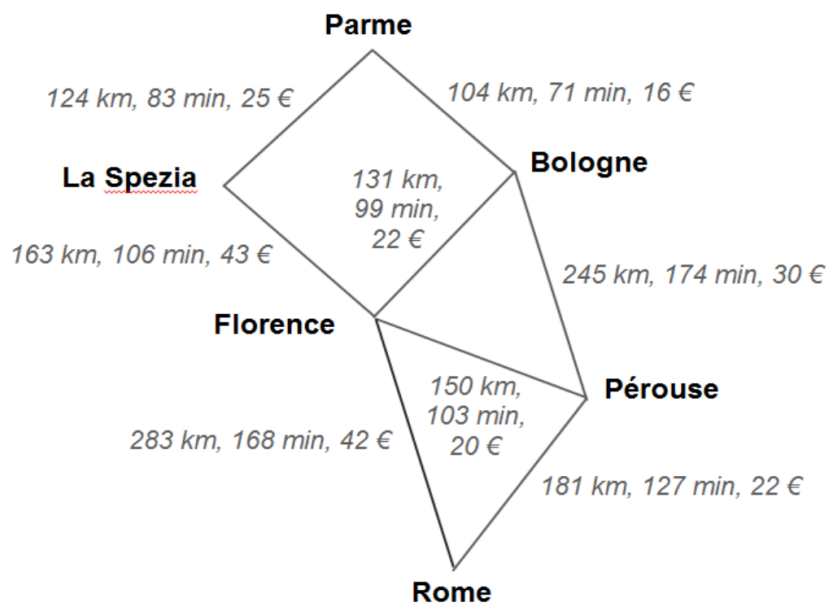 Parme
124 km, 83 min, 25 €
104 km, 71 min, 16 €
La Spezia
Bologne
131 km,
99 min,
22 €
163 km, 106 min, 43 €
245 km, 174 min, 30 €
Florence
Pérouse
150 km,
103 min,
20 €
283 km, 168 min, 42 €
181 km, 127 min, 22 €
Rome